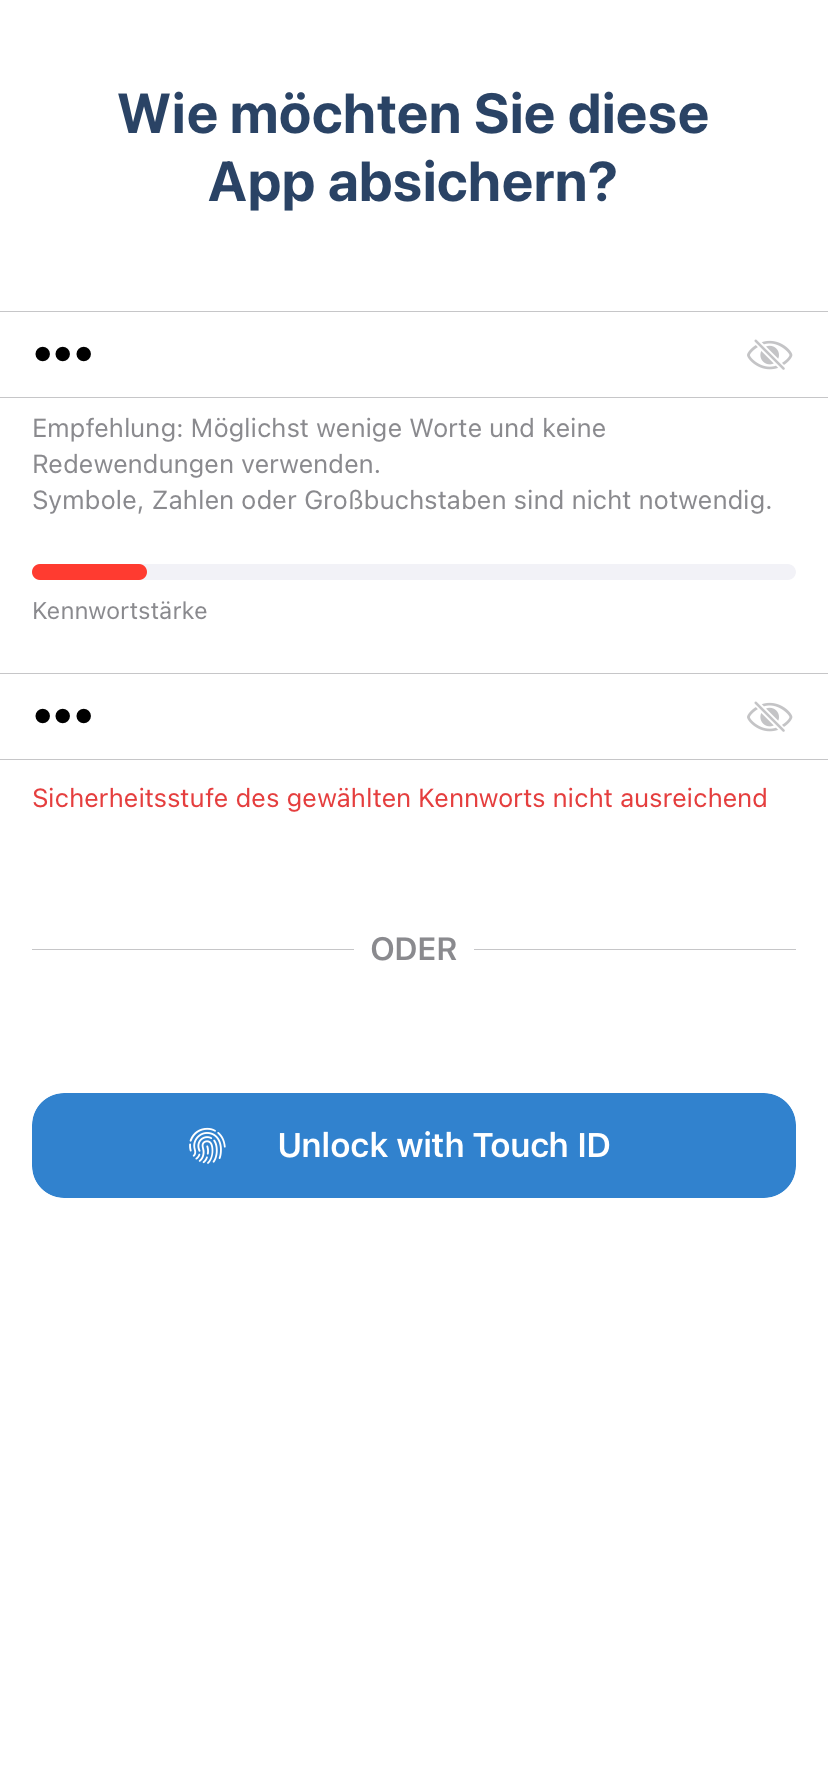 Wie möchten Sie diese
App absichern?
•••
Empfehlung: Möglichst wenige Worte und keine
Redewendungen verwenden.
Symbole, Zahlen oder Großbuchstaben sind nicht notwendig.
Kennwortstärke
•••
Sicherheitsstufe des gewählten Kennworts nicht ausreichend
ODER
Unlock with Touch ID